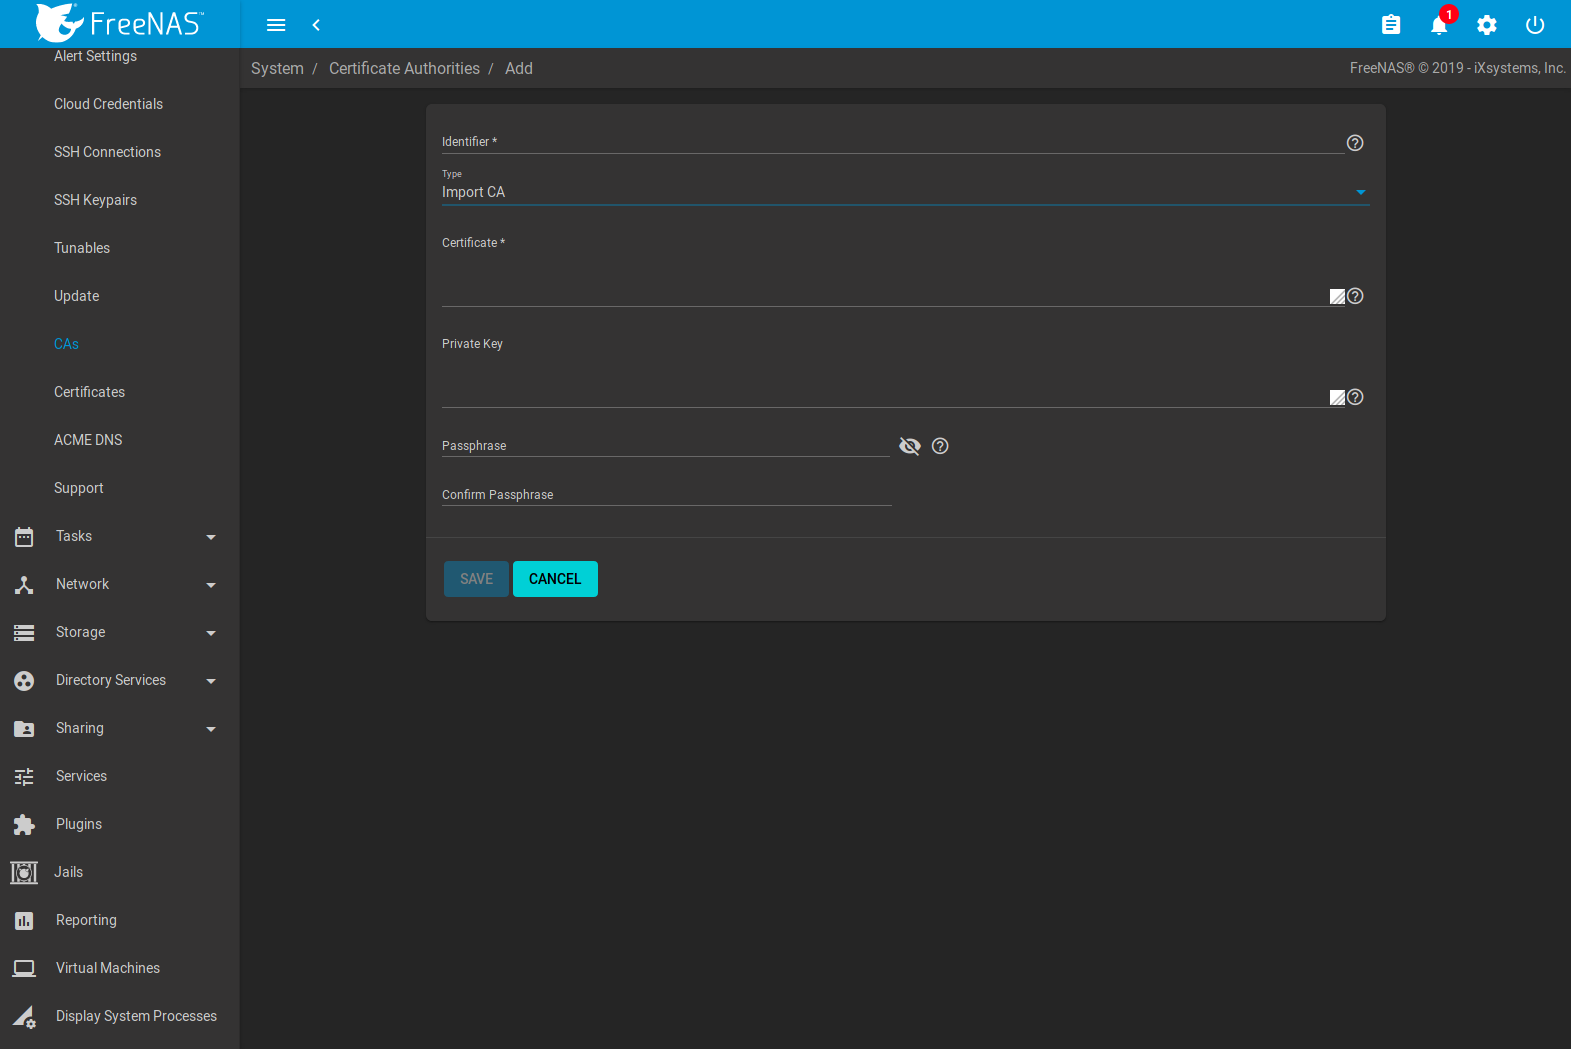 FreeNAS™
1
Alert Settings
Cloud Credentials
SSH Connections
SSH Keypairs
Tunables
Update
CAs
Certificates
ACME DNS
Support
Tasks
Network
Storage
Directory Services
Sharing
Services
Plugins
Jails
Reporting
Virtual Machines
Display System Processes
System / Certificate Authorities / Add
FreeNAS® © 2019 - iXsystems, Inc.
Identifier *
Type
Import CA
Certificate *
Private Key
Passphrase
Confirm Passphrase
SAVE CANCEL